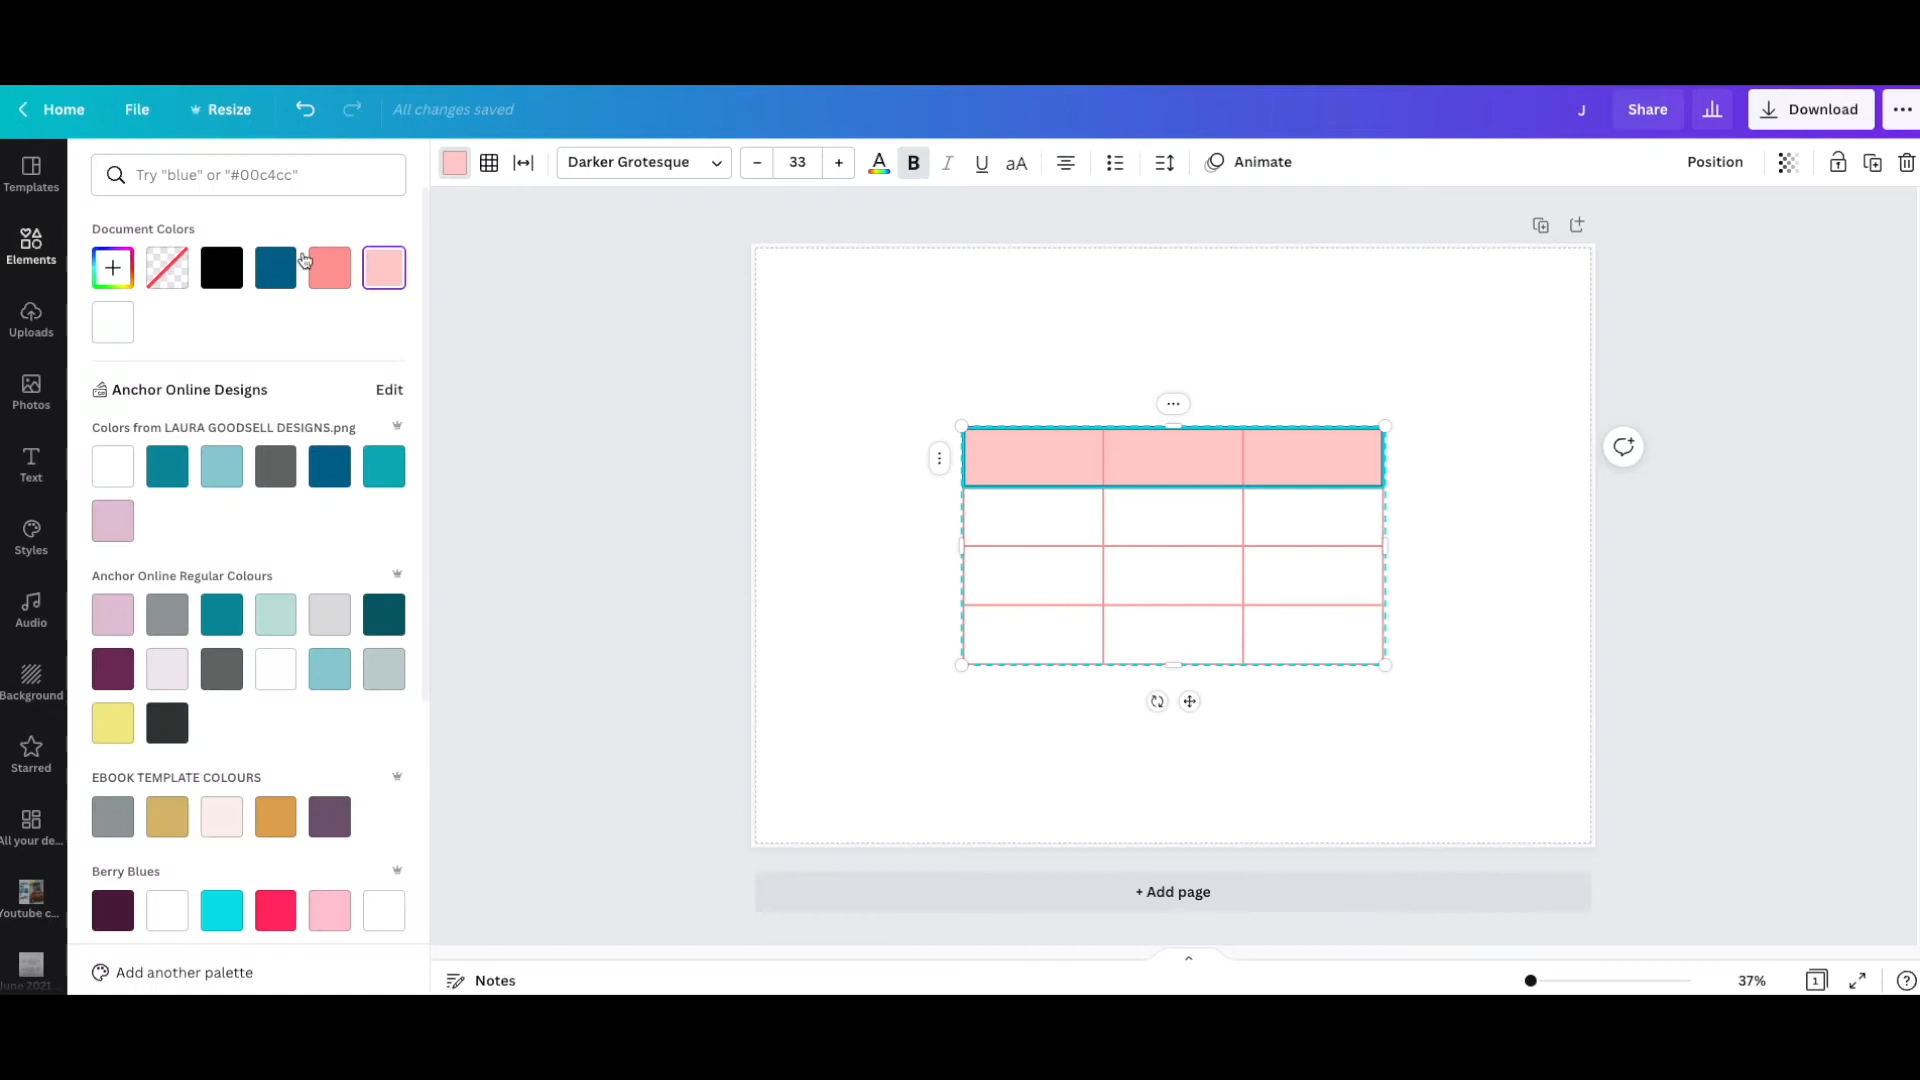 Home File Resize All changes saved J Share Download
Templates
Elements
Uploads
Photos
Text
Styles
Audio
Background
Starred
All your de...
Youtube c...
June 2021...
Try "blue" or "#00c4cc"
Document Colors
Anchor Online Designs Edit
Colors from LAURA GOODSELL DESIGNS.png
Anchor Online Regular Colours
EBOOK TEMPLATE COLOURS
Berry Blues
Add another palette
Darker Grotesque - 33 + A B I U aA Animate Position
+ Add page
Notes 37% 1 ?